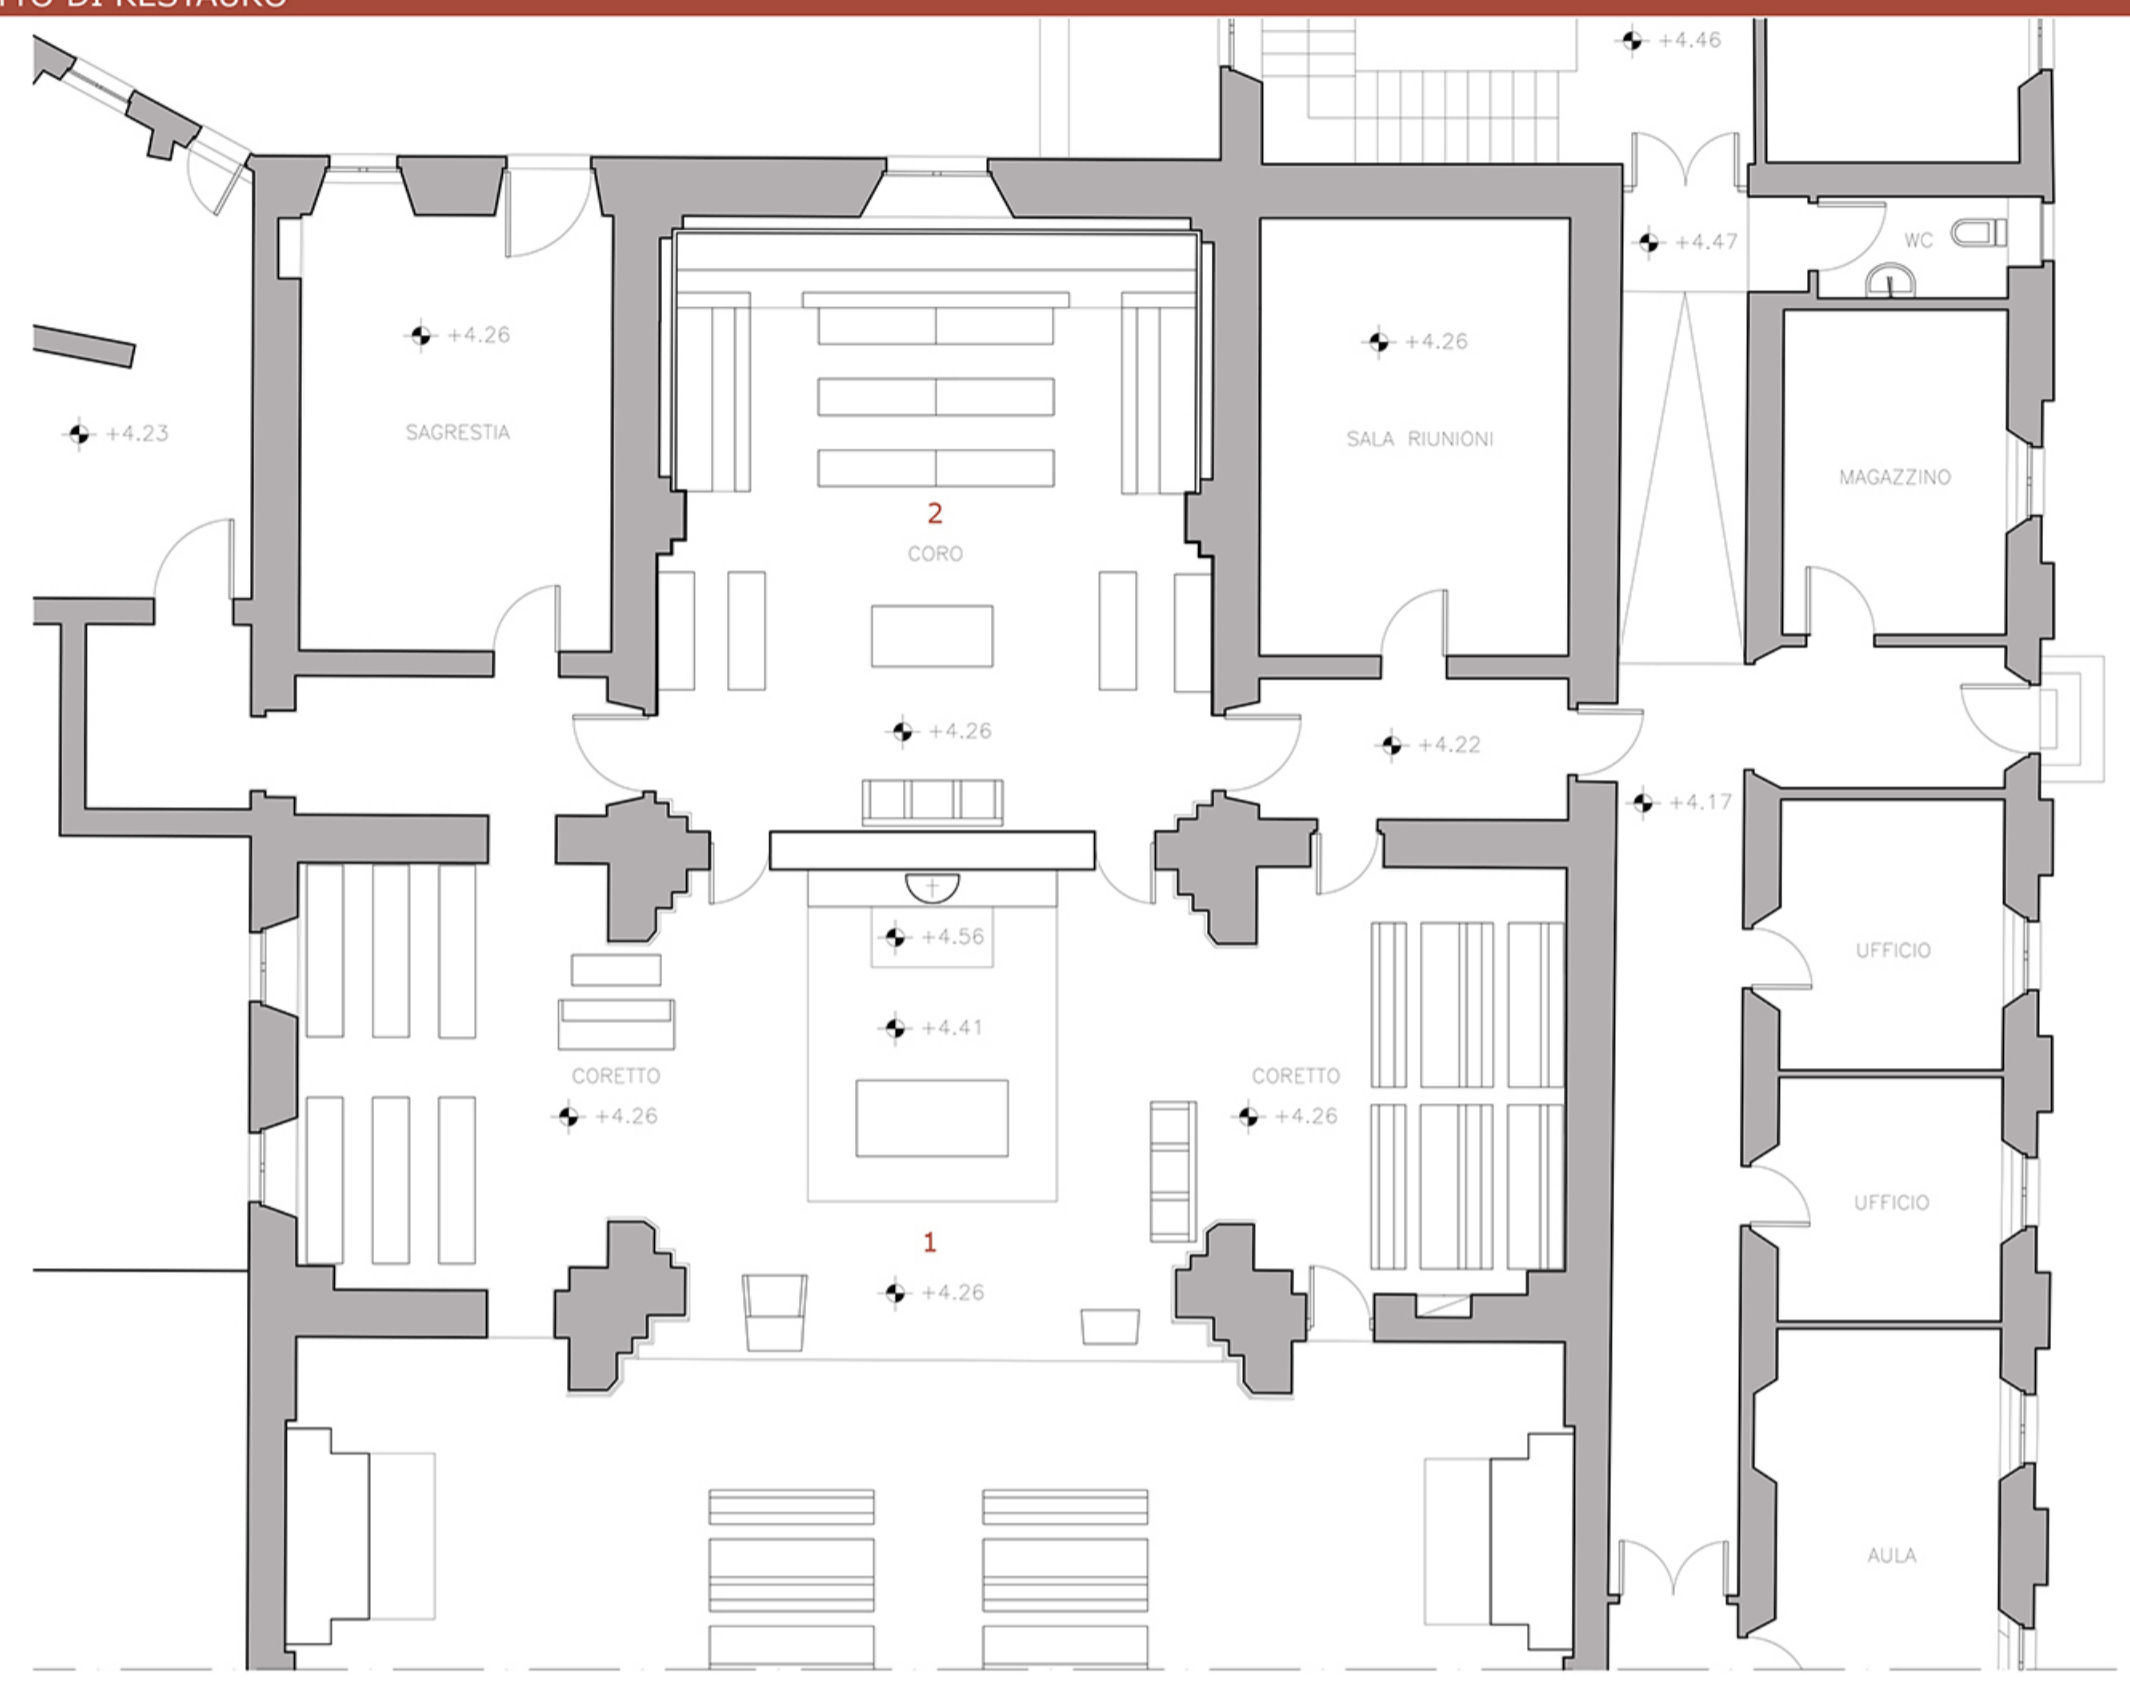 +4.46
+4.47
WC
+4.26
+4.26
+4.23
SAGRESTIA
SALA RIUNIONI
MAGAZZINO
2
CORO
+4.26
+4.22
+4.17
+4.56
UFFICIO
+4.41
CORETTO
+4.26
CORETTO
+4.26
UFFICIO
1
+4.26
AULA